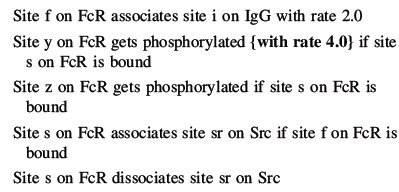 Site f on FcR associates site i on IgG with rate 2.0
Site y on FcR gets phosphorylated {with rate 4.0} if site
s on FcR is bound
Site z on FcR gets phosphorylated if site s on FcR is
bound
Site s on FcR associates site sr on Src if site f on FcR is
bound
Site s on FcR dissociates site sr on Src